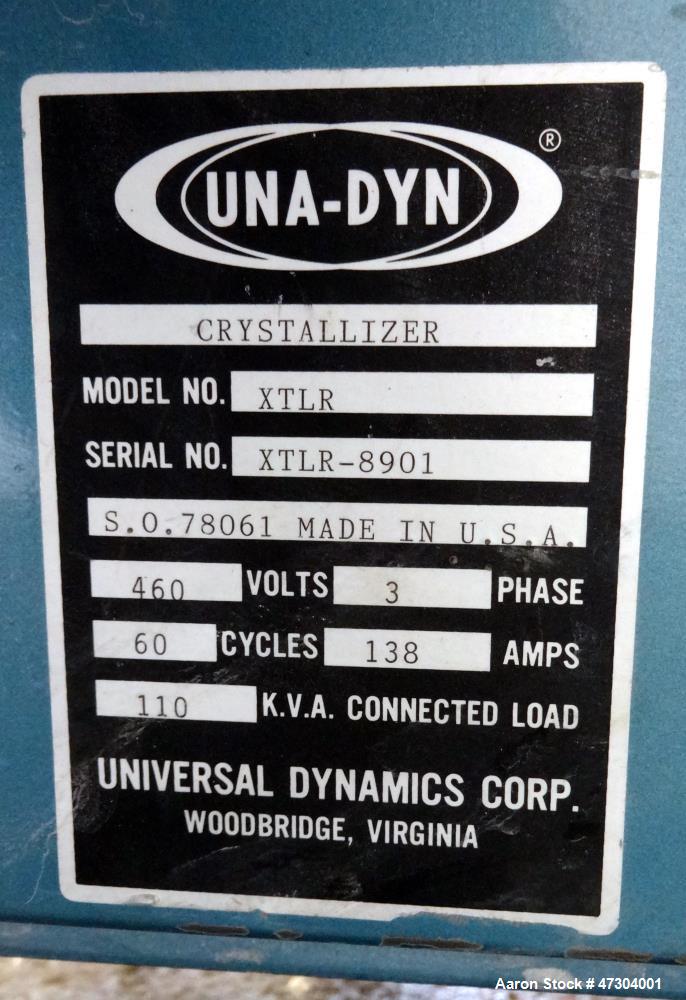 UNA-DYN ®
CRYSTALLIZER
MODEL NO. XTLR
SERIAL NO. XTLR-8901
S.O.78061 MADE IN U.S.A.
460 VOLTS 3 PHASE
60 CYCLES 138 AMPS
110 K.V.A. CONNECTED LOAD
UNIVERSAL DYNAMICS CORP.
WOODBRIDGE, VIRGINIA
Aaron Stock # 47304001